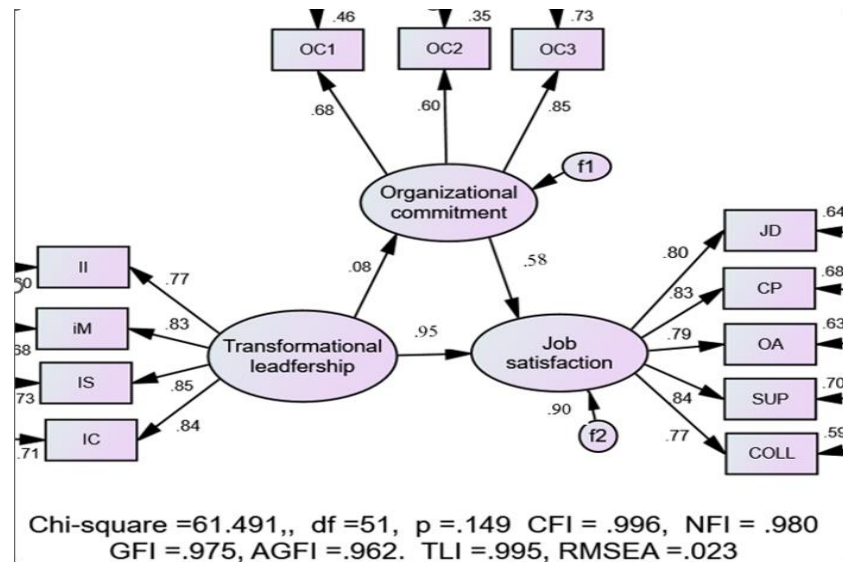 .46
.35
.73
OC1
OC2
OC3
.68
.60
.85
f1
Organizational
commitment
.64
JD
.80
II
.77
.08
.58
.68
CP
.83
iM
.83
.95
Transformational
leadfership
Job
satisfaction
.79
OA
.63
.85
IS
.73
.84
.70
SUP
.84
IC
.71
.90
f2
.77
.59
COLL
Chi-square =61.491,, df =51, p =.149 CFI = .996, NFI = .980
GFI =.975, AGFI =.962. TLI =.995, RMSEA =.023